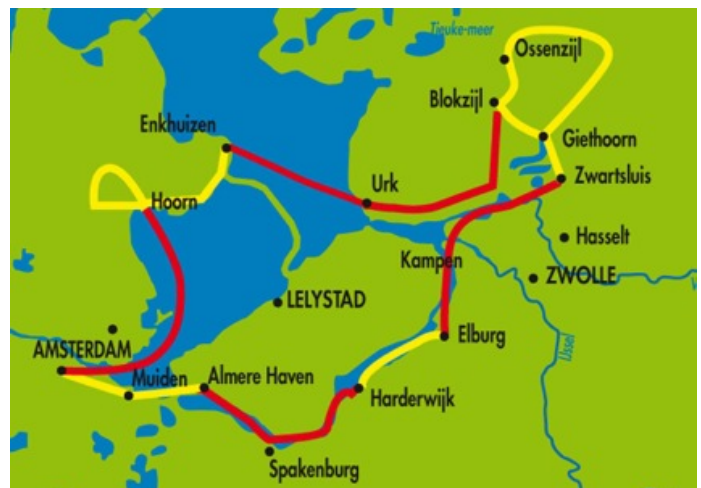 Tjeuke-meer
Ossenzijl
Blokzijl
Enkhuizen
Giethoorn
Urk
Zwartsluis
Hoorn
Hasselt
Kampen
ZWOLLE
LELYSTAD
Elburg
AMSTERDAM
IJssel
Muiden
Almere Haven
Harderwijk
Spakenburg